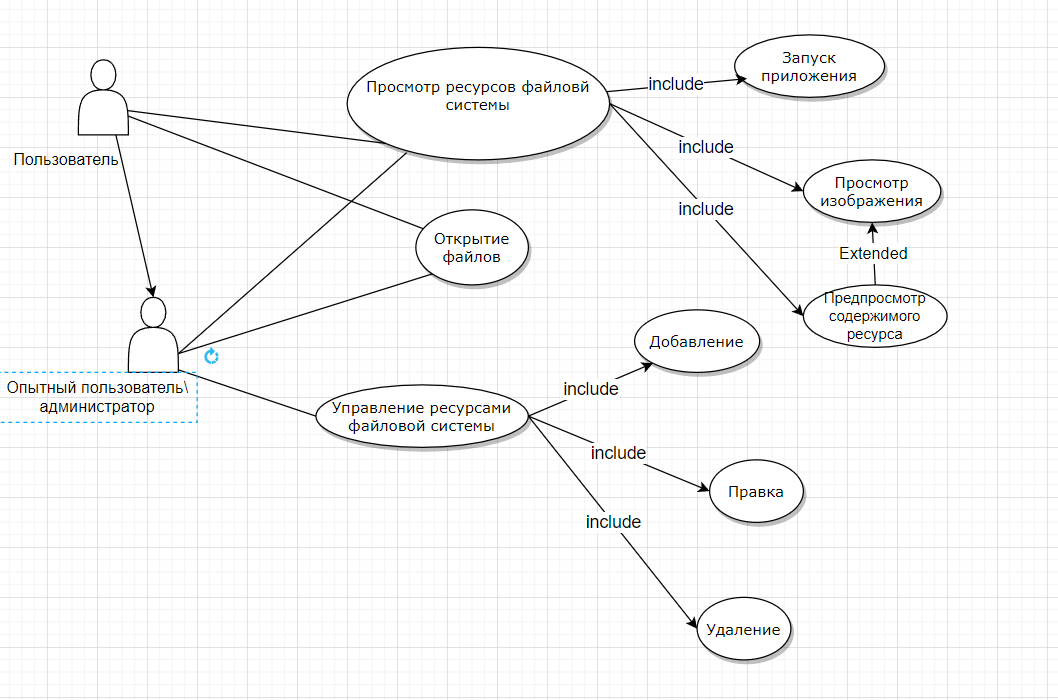 Запуск
приложения
Просмотр ресурсов файловй
системы
include
include
Пользователь
Просмотр
изображения
include
Открытие
файлов
Extended
Предпросмотр
содержимого
ресурса
Добавление
Опытный пользователь\
администратор
include
Управление ресурсами
файловой системы
include
Правка
include
Удаление